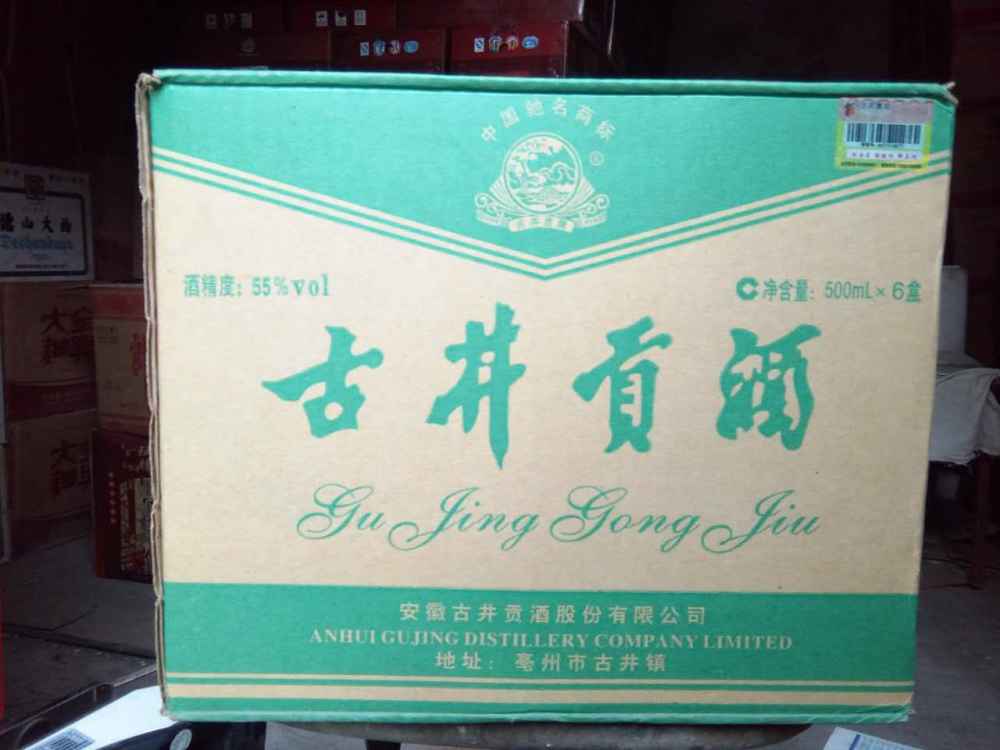 中国驰名商标
®
酒精度：55%vol
C净含量：500mL×6盒
古井贡酒
Gu Jing Gong Jiu
安徽古井贡酒股份有限公司
ANHUI GUJING DISTILLERY COMPANY LIMITED
地址：亳州市古井镇